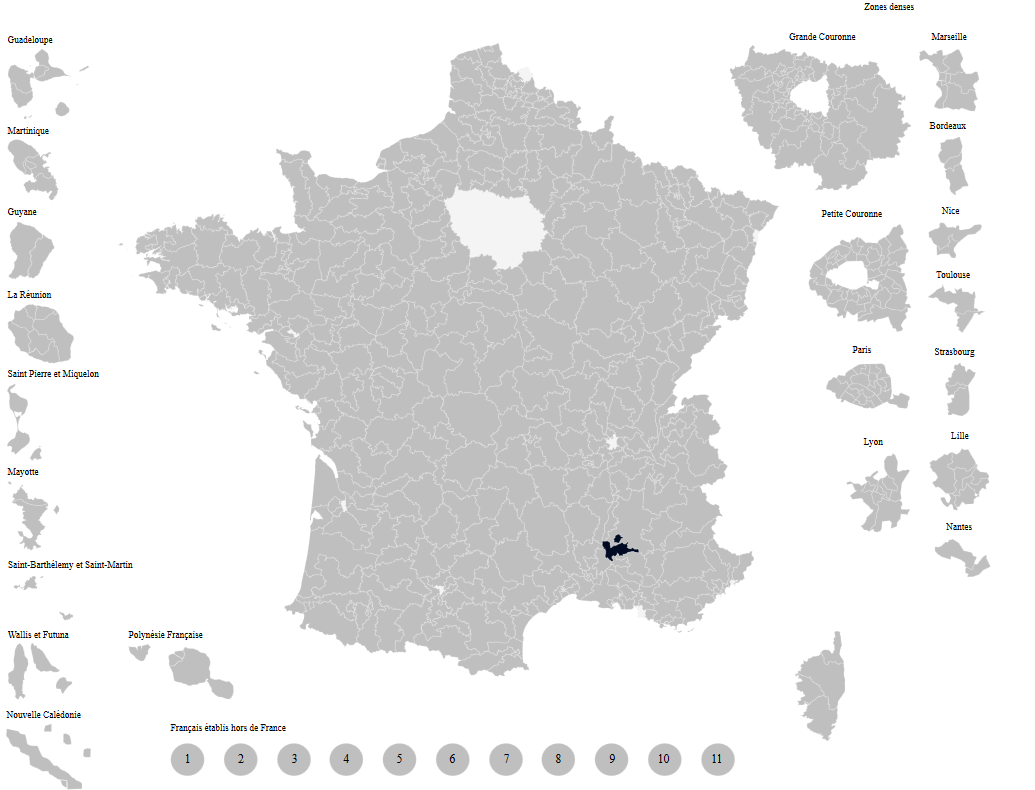 Zones denses
Guadeloupe
Grande Couronne
Marseille
Martinique
Bordeaux
Guyane
Petite Couronne
Nice
Toulouse
La Réunion
Paris
Strasbourg
Saint Pierre et Miquelon
Lyon
Lille
Mayotte
Nantes
Saint-Barthélemy et Saint-Martin
Wallis et Futuna
Polynésie Française
Nouvelle Calédonie
Français établis hors de France
1 2 3 4 5 6 7 8 9 10 11